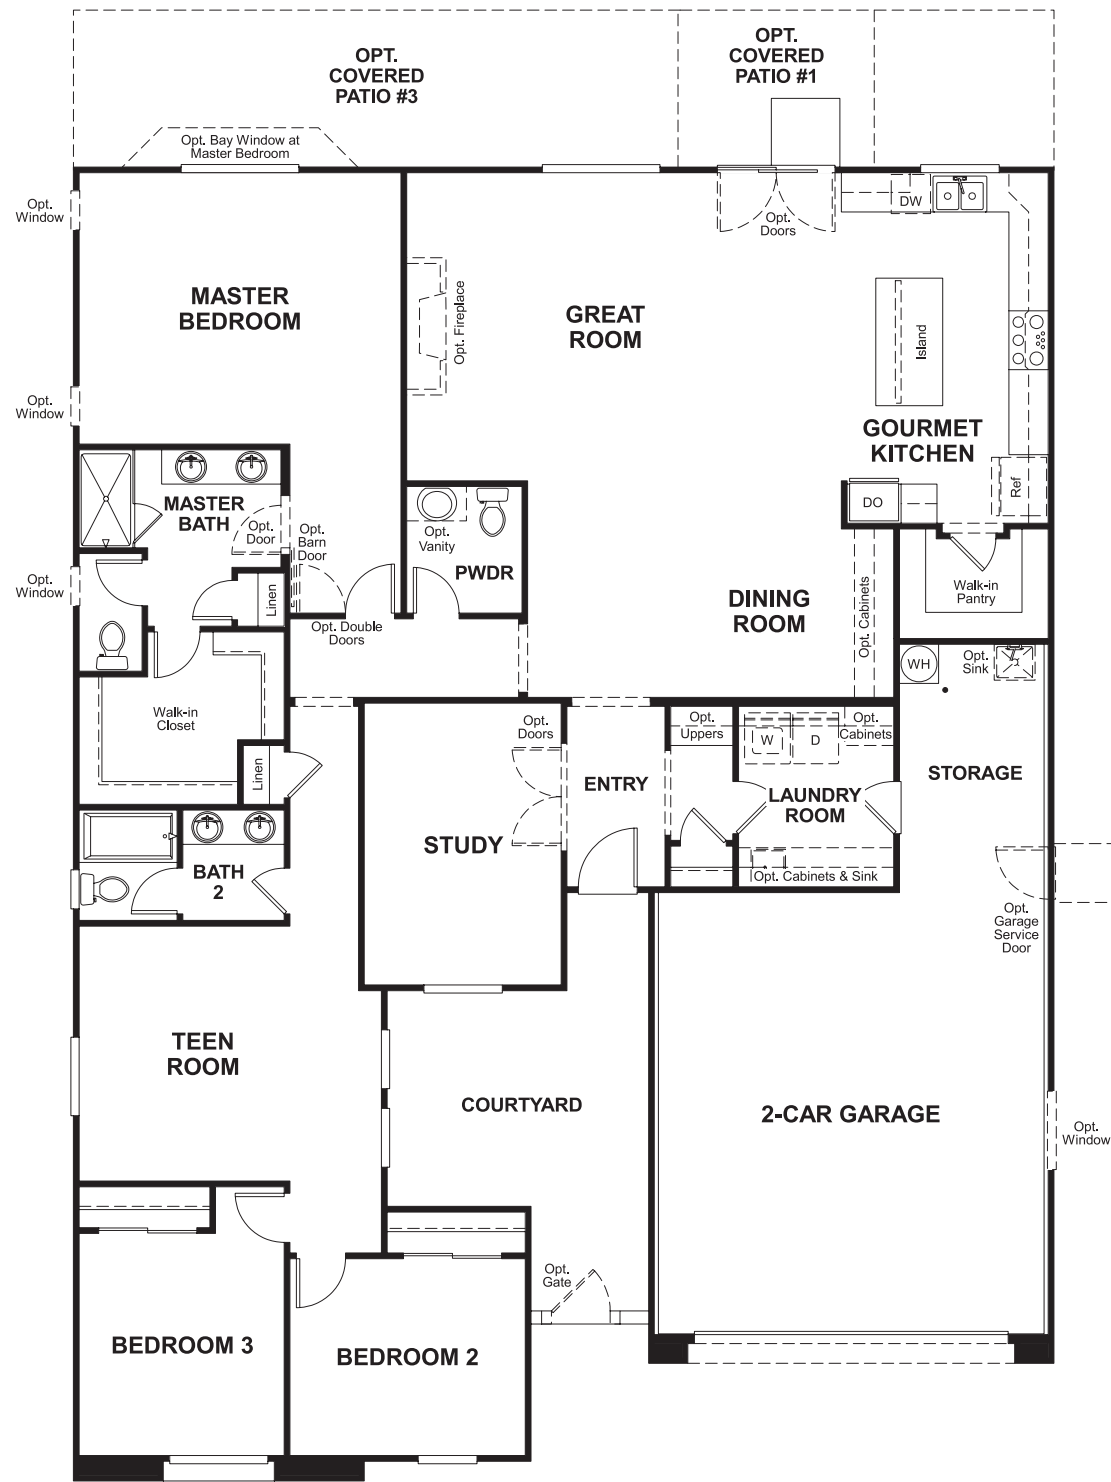 OPT.
COVERED
PATIO #3
OPT.
COVERED
PATIO #1
Opt. Bay Window at
Master Bedroom
Opt.
Window
Opt.
Doors
DW
MASTER
BEDROOM
Opt. Fireplace
GREAT
ROOM
Island
Opt.
Window
GOURMET
KITCHEN
MASTER
BATH
Opt.
Door
Opt.
Barn
Door
Opt.
Vanity
PWDR
DO
Ref
Opt.
Window
Linen
Opt. Double
Doors
DINING
ROOM
Opt. Cabinets
Walk-in
Pantry
WH
Opt.
Sink
Walk-in
Closet
Linen
Opt.
Doors
ENTRY
Opt.
Uppers
W
D
Opt.
Cabinets
LAUNDRY
ROOM
STORAGE
STUDY
BATH
2
Opt. Cabinets & Sink
Opt.
Garage
Service
Door
TEEN
ROOM
COURTYARD
2-CAR GARAGE
Opt.
Window
Opt.
Gate
BEDROOM 3
BEDROOM 2